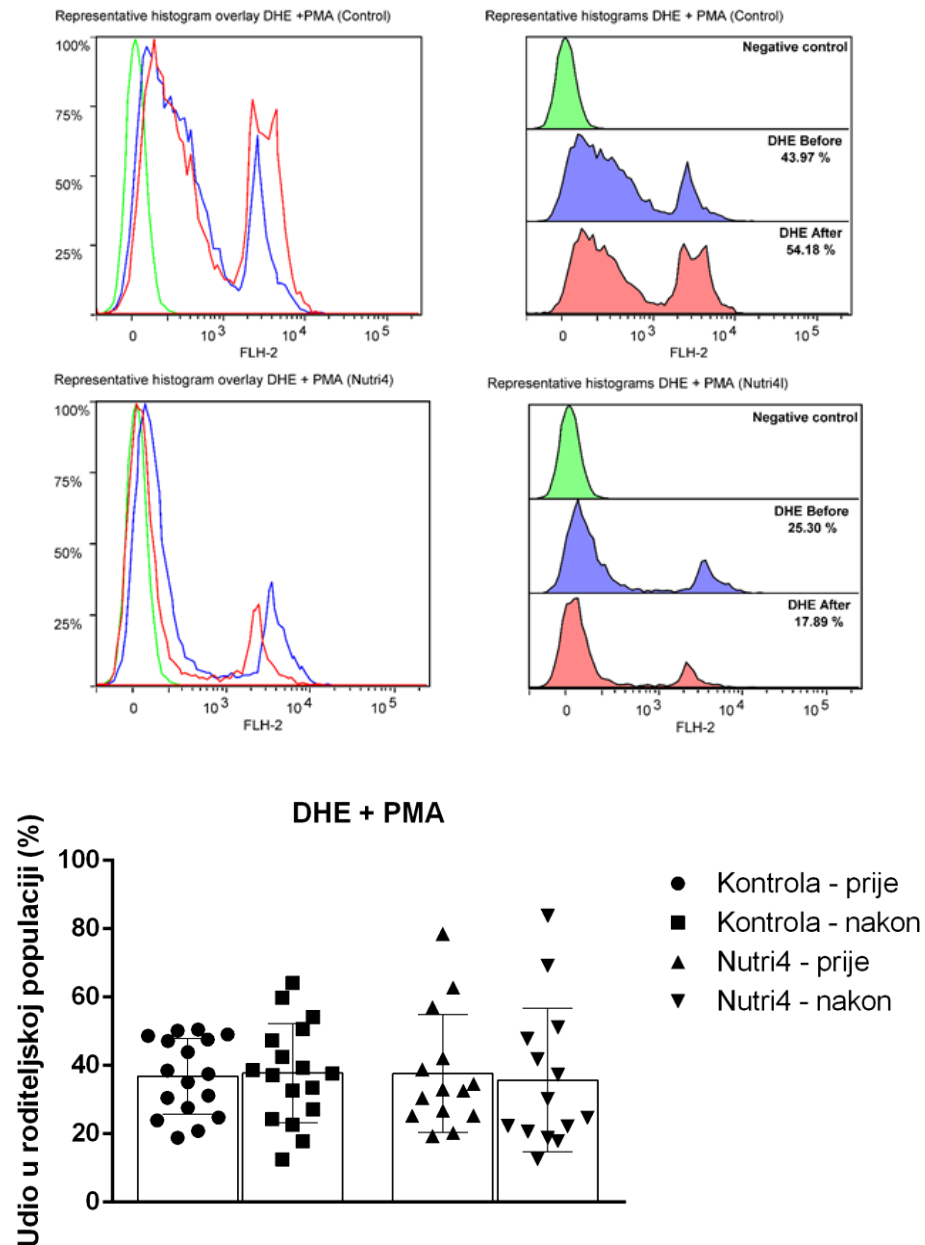 Representative histogram overlay DHE +PMA (Control)
100%
75%
50%
25%
0 10³ 10⁴ 10⁵
FLH-2
Representative histograms DHE + PMA (Control)
Negative control
DHE Before
43.97 %
DHE After
54.18 %
0 10³ 10⁴ 10⁵
FLH-2
Representative histogram overlay DHE + PMA (Nutri4)
100%
75%
50%
25%
0 10³ 10⁴ 10⁵
FLH-2
Representative histograms DHE + PMA (Nutri4l)
Negative control
DHE Before
25.30 %
DHE After
17.89 %
0 10³ 10⁴ 10⁵
FLH-2
DHE + PMA
Udio u roditeljskoj populaciji (%)
100
80
60
40
20
0
Kontrola - prije
Kontrola - nakon
Nutri4 - prije
Nutri4 - nakon